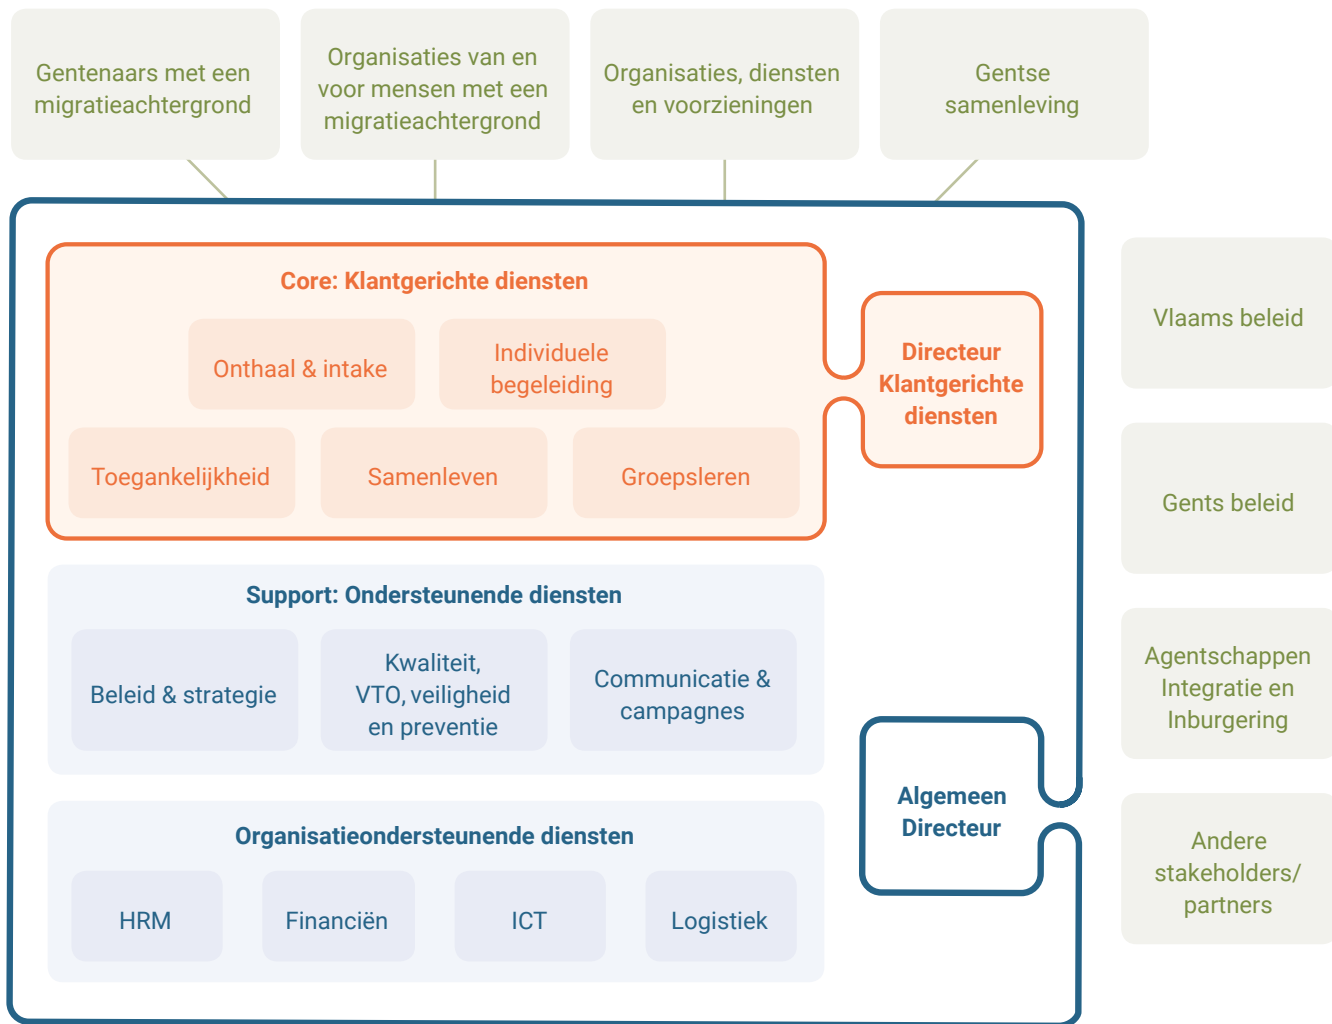 Gentenaars met een
migratieachtergrond
Organisaties van en
voor mensen met een
migratieachtergrond
Organisaties, diensten
en voorzieningen
Gentse
samenleving
Core: Klantgerichte diensten
Onthaal & intake
Individuele
begeleiding
Toegankelijkheid
Samenleven
Groepsleren
Directeur
Klantgerichte
diensten
Support: Ondersteunende diensten
Beleid & strategie
Kwaliteit,
VTO, veiligheid
en preventie
Communicatie &
campagnes
Organisatieondersteunende diensten
HRM
Financiën
ICT
Logistiek
Algemeen
Directeur
Vlaams beleid
Gents beleid
Agentschappen
Integratie en
Inburgering
Andere
stakeholders/
partners